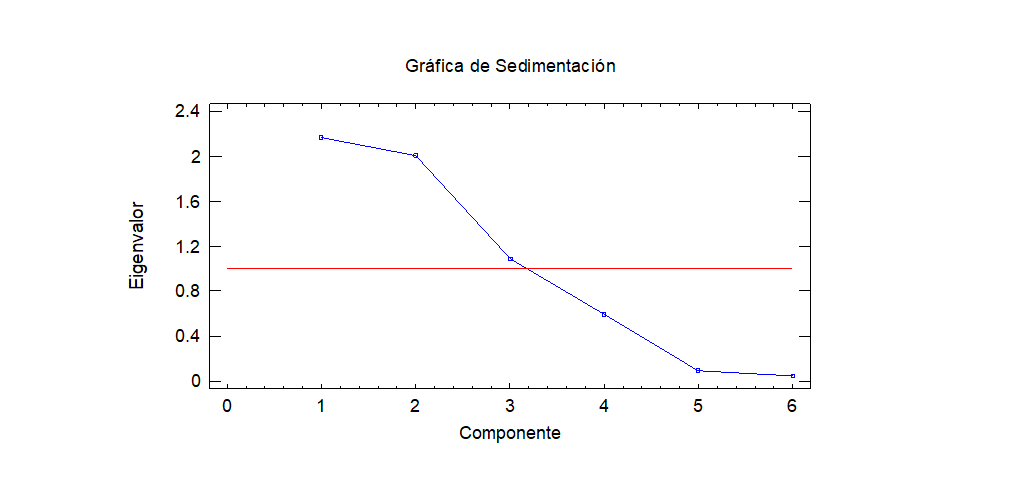 Gráfica de Sedimentación
2.4
2
1.6
1.2
0.8
0.4
0
Eigenvalor
0 1 2 3 4 5 6
Componente